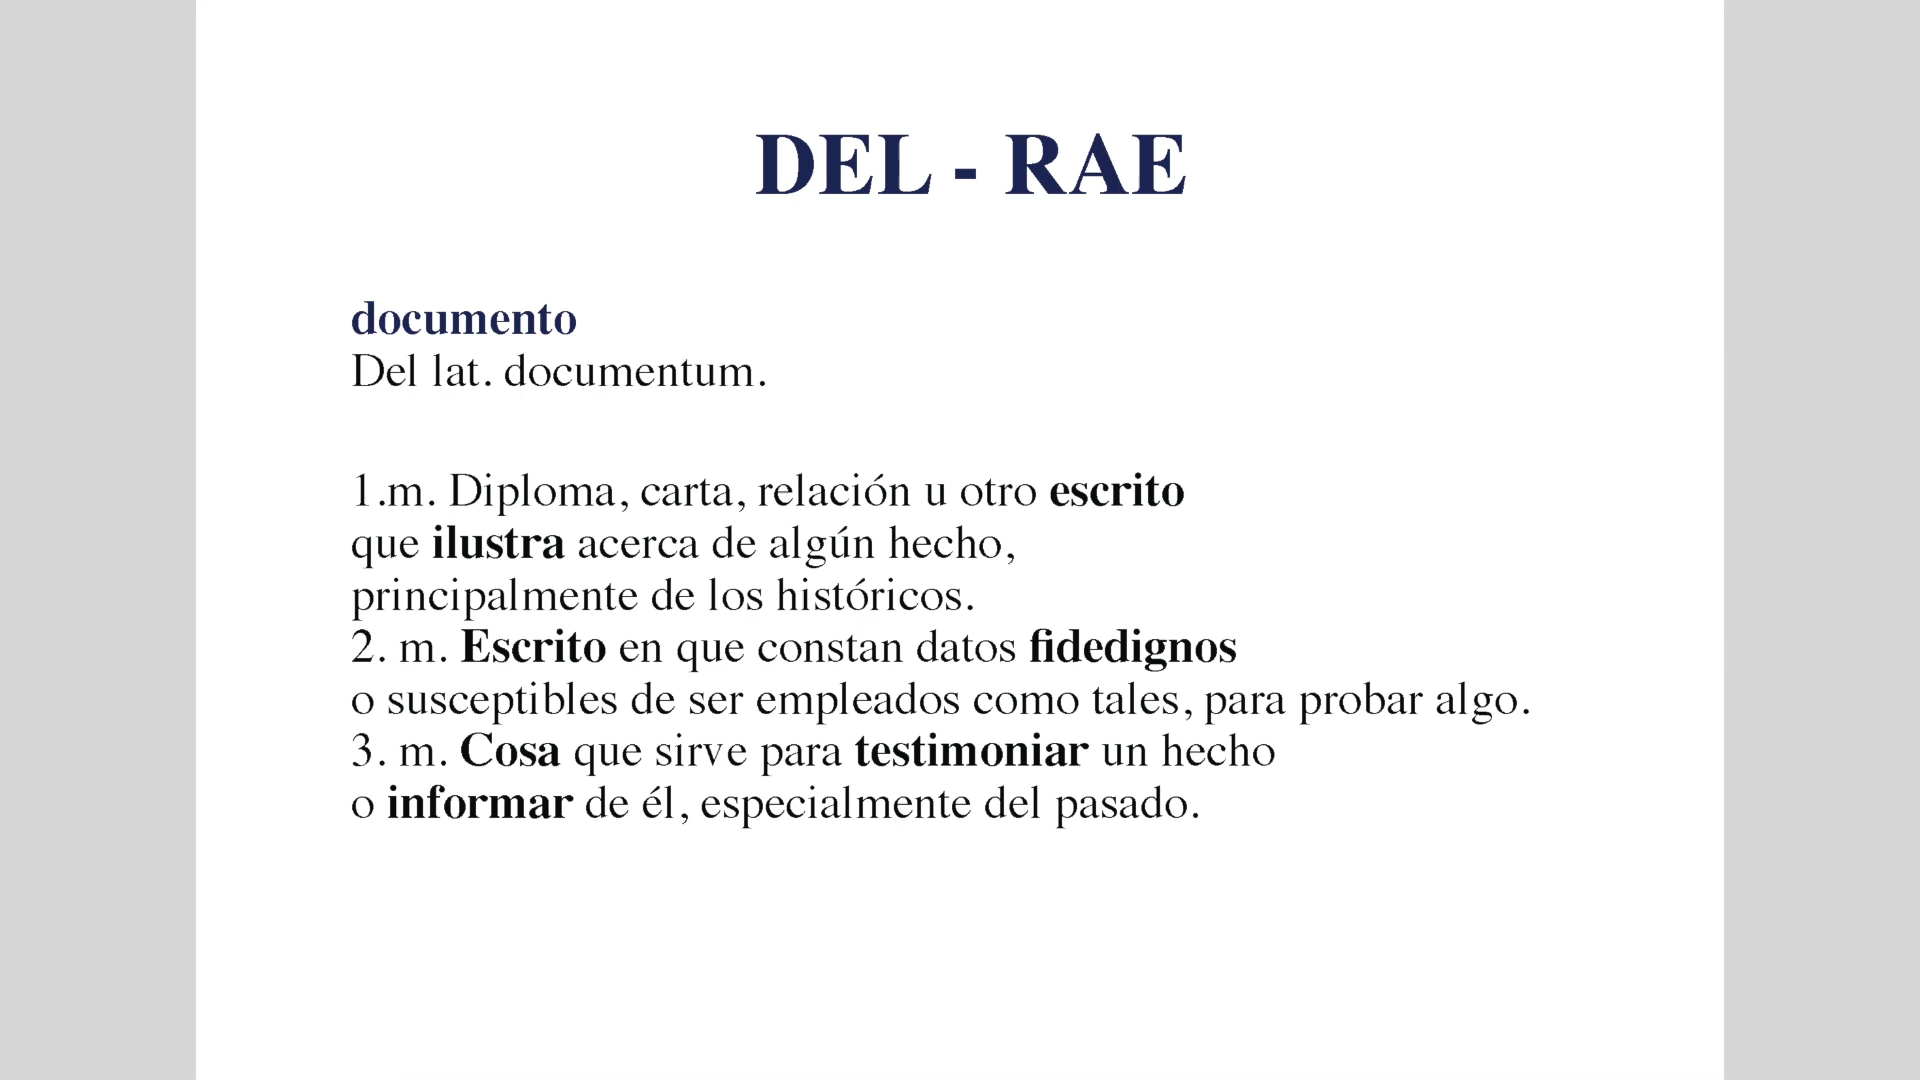 DEL - RAE
documento
Del lat. documentum.
1.m. Diploma, carta, relación u otro escrito
que ilustra acerca de algún hecho,
principalmente de los históricos.
2. m. Escrito en que constan datos fidedignos
o susceptibles de ser empleados como tales, para probar algo.
3. m. Cosa que sirve para testimoniar un hecho
o informar de él, especialmente del pasado.